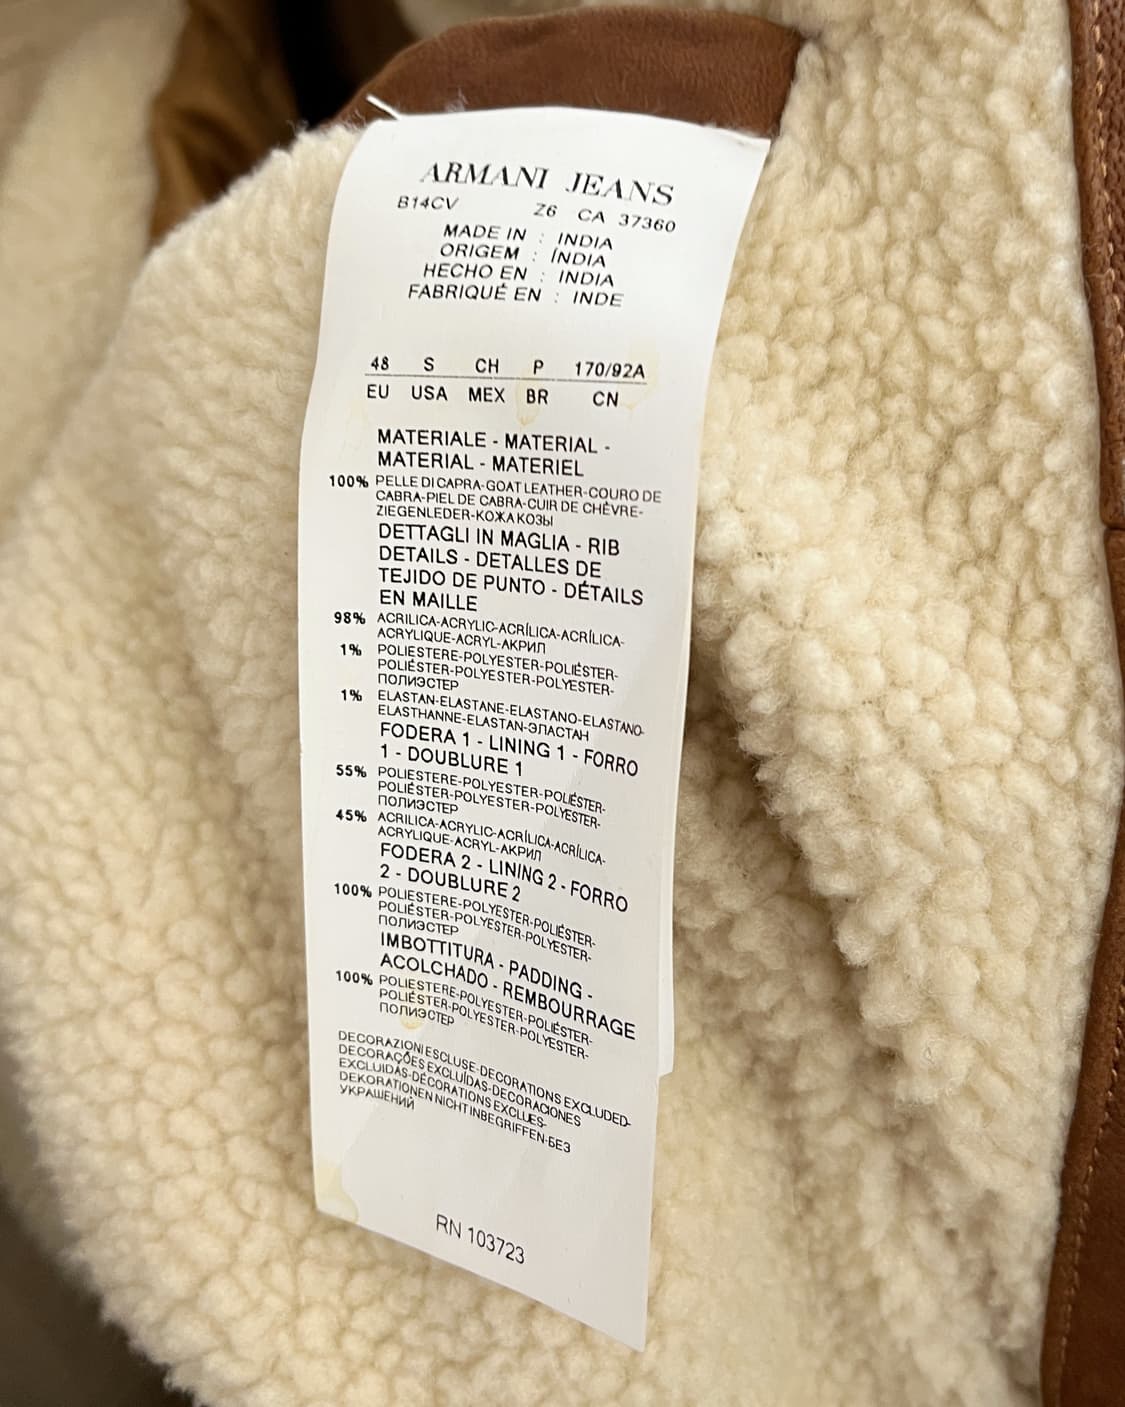 ARMANI JEANS
B14CV Z6 CA 37360
MADE IN : INDIA
ORIGEM : ÍNDIA
HECHO EN : INDIA
FABRIQUÉ EN : INDE
48 S CH P 170/92A
EU USA MEX BR CN
MATERIALE - MATERIAL -
MATERIAL - MATERIEL
100% PELLE DI CAPRA-GOAT LEATHER-COURO DE
CABRA-PIEL DE CABRA-CUIR DE CHÈVRE-
ZIEGENLEDER-КОЖА КОЗЫ
DETTAGLI IN MAGLIA - RIB
DETAILS - DETALLES DE
TEJIDO DE PUNTO - DÉTAILS
EN MAILLE
98% ACRILICA-ACRYLIC-ACRÍLICA-ACRÍLICA-
ACRYLIQUE-ACRYL-АКРИЛ
1% POLIESTERE-POLYESTER-POLIÉSTER-
POLIÉSTER-POLYESTER-POLYESTER-
ПОЛИЭСТЕР
1% ELASTAN-ELASTANE-ELASTANO-ELASTANO-
ELASTHANNE-ELASTAN-ЭЛАСТАН
FODERA 1 - LINING 1 - FORRO
1 - DOUBLURE 1
55% POLIESTERE-POLYESTER-POLIÉSTER-
POLIÉSTER-POLYESTER-POLYESTER-
ПОЛИЭСТЕР
45% ACRILICA-ACRYLIC-ACRÍLICA-ACRÍLICA-
ACRYLIQUE-ACRYL-АКРИЛ
FODERA 2 - LINING 2 - FORRO
2 - DOUBLURE 2
100% POLIESTERE-POLYESTER-POLIÉSTER-
POLIÉSTER-POLYESTER-POLYESTER-
ПОЛИЭСТЕР
IMBOTTITURA - PADDING -
ACOLCHADO - REMBOURRAGE
100% POLIESTERE-POLYESTER-POLIÉSTER-
POLIÉSTER-POLYESTER-POLYESTER-
ПОЛИЭСТЕР
DECORAZIONI ESCLUSE-DECORATIONS EXCLUDED-
DECORAÇÕES EXCLUÍDAS-DECORACIONES
EXCLUIDAS-DÉCORATIONS EXCLUES-
DEKORATIONEN NICHT INBEGRIFFEN-БЕЗ
УКРАШЕНИЙ
RN 103723